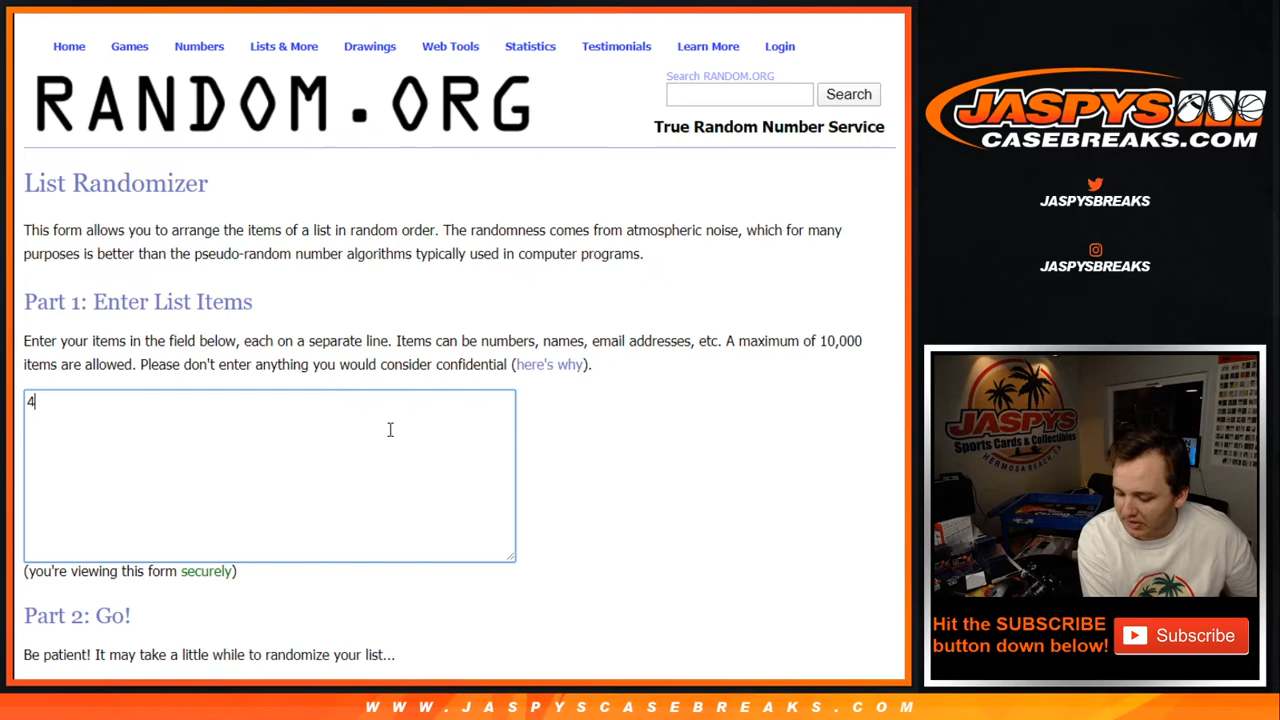 Home Games Numbers Lists & More Drawings Web Tools Statistics Testimonials Learn More Login
RANDOM.ORG
Search RANDOM.ORG
Search
True Random Number Service
List Randomizer
This form allows you to arrange the items of a list in random order. The randomness comes from atmospheric noise, which for many
purposes is better than the pseudo-random number algorithms typically used in computer programs.
Part 1: Enter List Items
Enter your items in the field below, each on a separate line. Items can be numbers, names, email addresses, etc. A maximum of 10,000
items are allowed. Please don't enter anything you would consider confidential (here's why).
4
(you're viewing this form securely)
Part 2: Go!
Be patient! It may take a little while to randomize your list...
JASPYS
CASEBREAKS.COM
JASPYSBREAKS
JASPYSBREAKS
JASPYS
Sports Cards & Collectibles
HERMOSA BEACH, CA
Hit the SUBSCRIBE
button down below!
Subscribe
WWW.JASPYSCASEBREAKS.COM